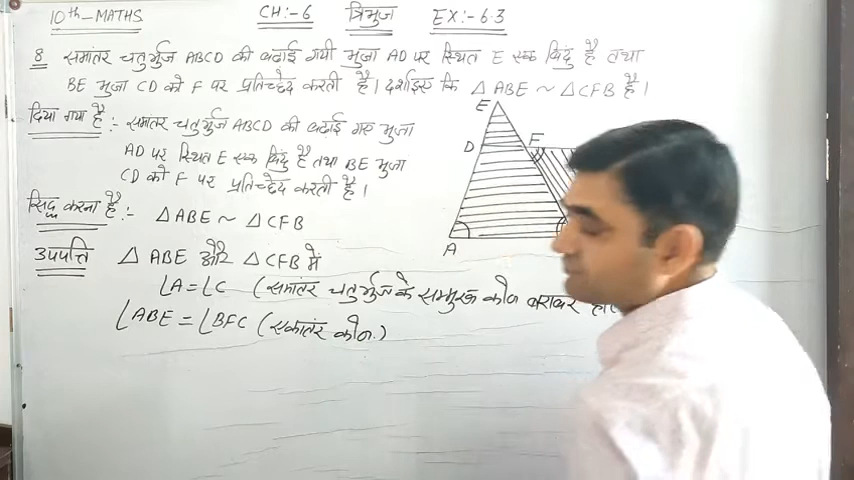 10th-MATHS CH:-6 त्रिभुज EX:-6.3
8 समांतर चतुर्भुज ABCD की बढ़ाई गयी भुजा AD पर स्थित E एक बिंदु है तथा
BE भुजा CD को F पर प्रतिच्छेद करती है। दर्शाइए कि △ ABE ~ △CFB है।
दिया गया है:- समांतर चतुर्भुज ABCD की बढ़ाई गए भुजा
AD पर स्थित E एक बिंदु है तथा BE भुजा
CD को F पर प्रतिच्छेद करती है।
E
D F
A
सिद्ध करना है:- △ABE ~ △CFB
उपपत्ति △ ABE और △CFB में
∠A = ∠C (समांतर चतुर्भुज के सम्मुख कोण बराबर
∠ABE = ∠BFC (एकांतर कोण)